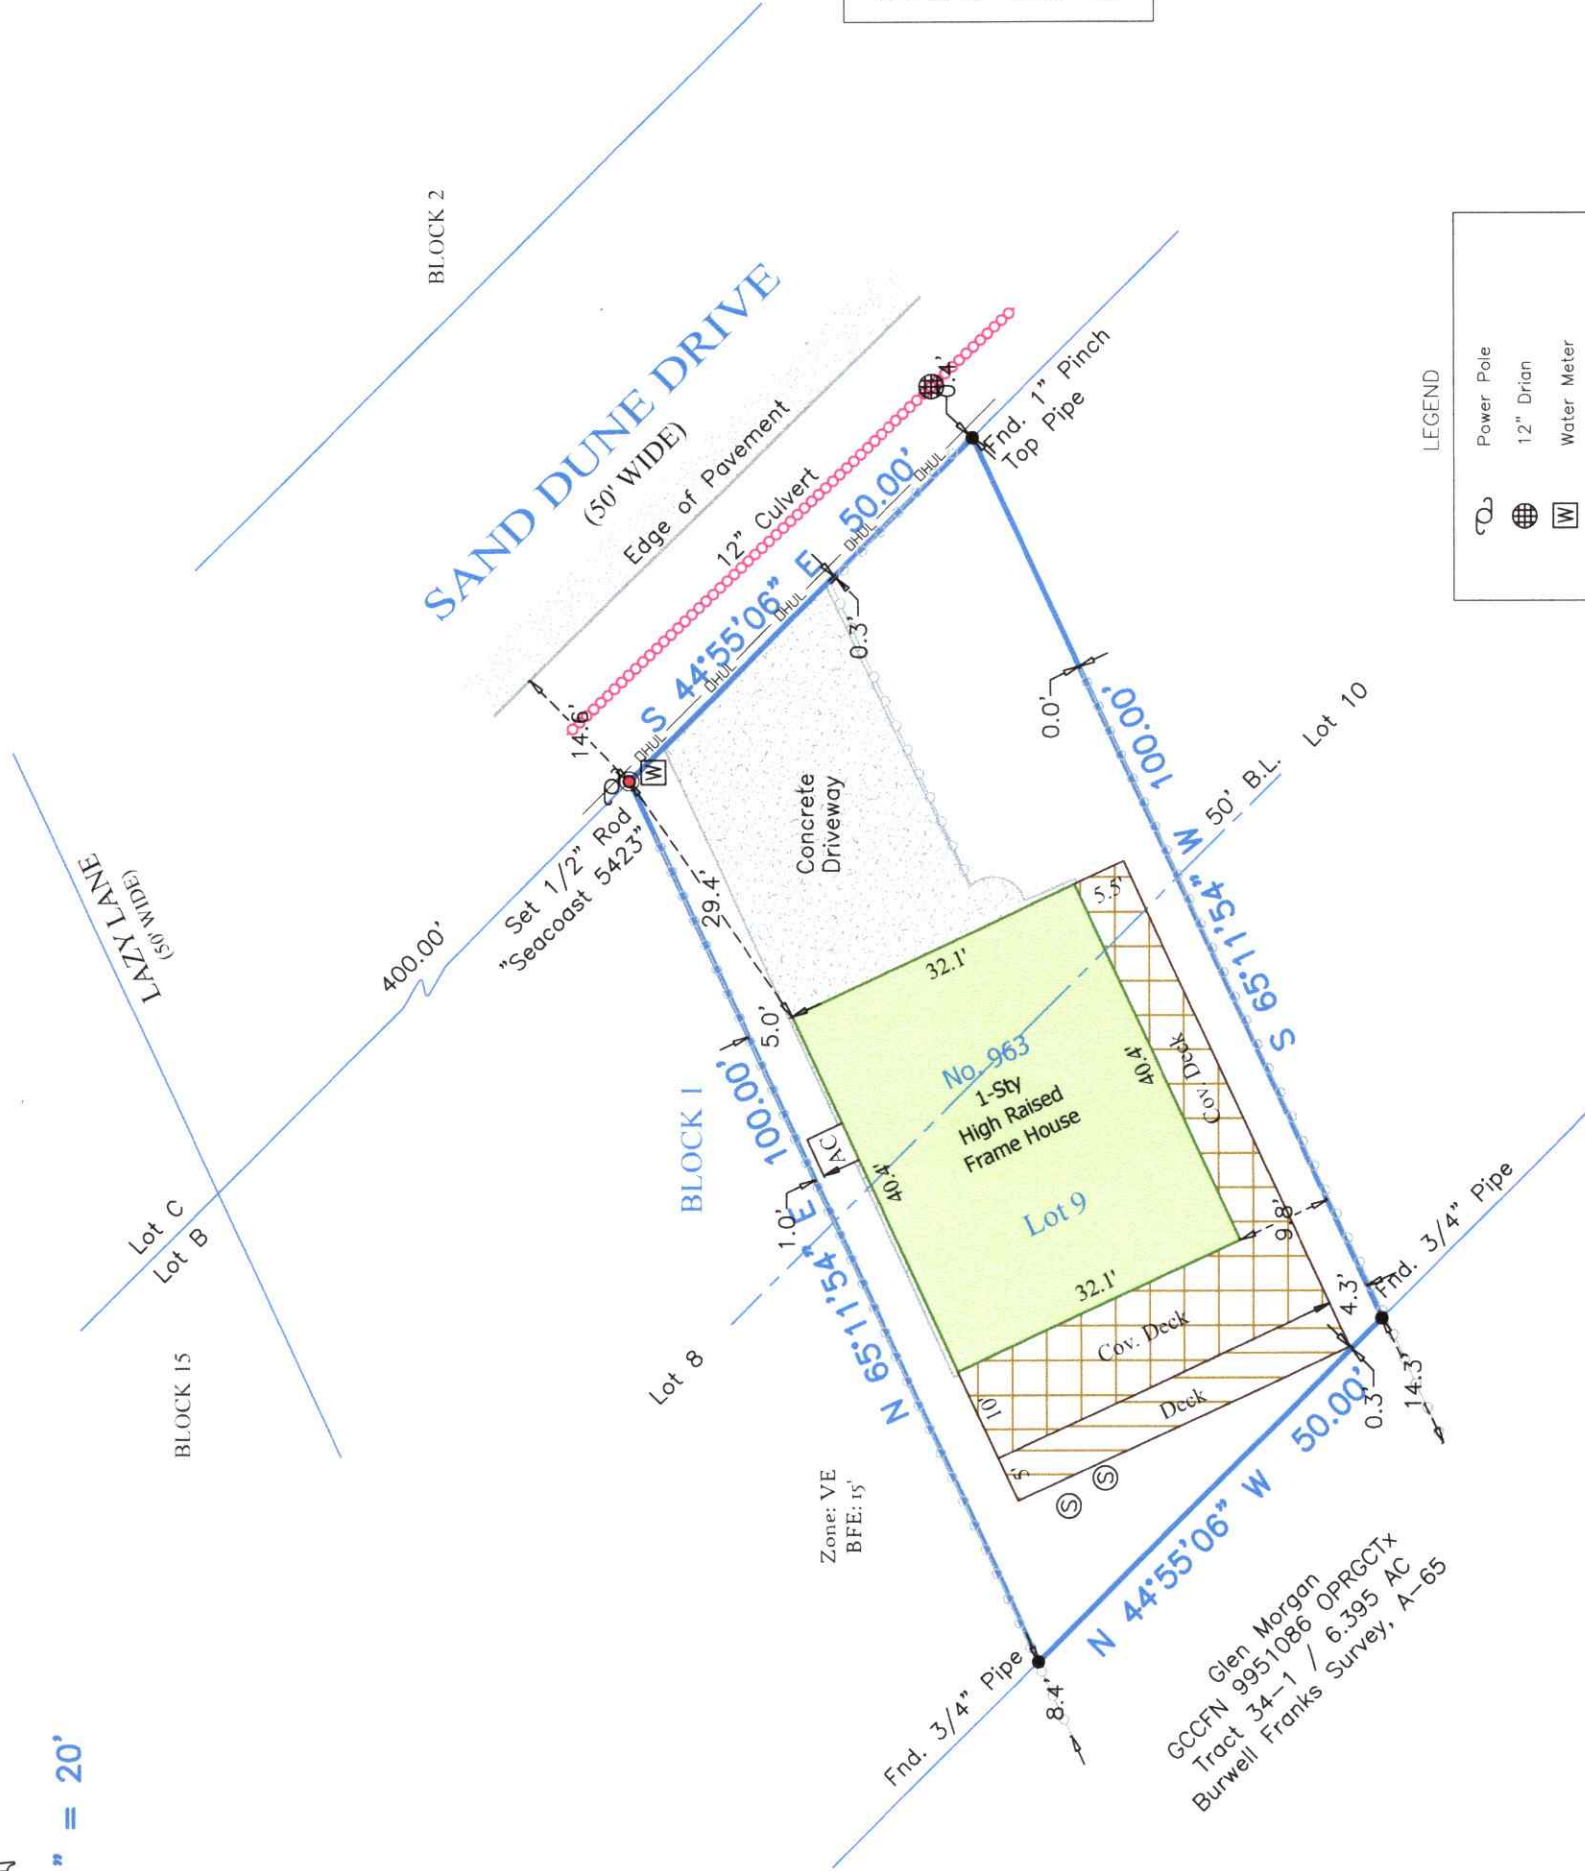 BLOCK 2
SAND DUNE DRIVE
(50' WIDE)
Edge of Pavement
12" Culvert
LAZY LANE
(50' WIDE)
400.00'
Lot C
Lot B
BLOCK 15
Set 1/2" Rod
"Seacoast 5423"
14.6'
W
S 44°55'06" E 50.00'
OHUL
OHUL
OHUL
OHUL
OHUL
0.3'
Fnd. 1" Pinch
Top Pipe
29.4'
Concrete
Driveway
0.0'
100.00'
S 65°11'54" W
50' B.L.
Lot 10
BLOCK 1
5.0'
N 65°11'54" E 100.00'
1.0'
AC
32.1'
5.5'
40.4'
40.4'
No. 963
1-Sty
High Raised
Frame House
Lot 9
Cov. Deck
32.1'
9.8'
Lot 8
10'
Cov. Deck
Deck
5'
4.3'
Fnd. 3/4" Pipe
0.3'
14.3'
Zone: VE
BFE: 15'
S
S
N 44°55'06" W 50.00'
Fnd. 3/4" Pipe
8.4'
Glen Morgan
GCCFN 9951086 OPRGCTx
Tract 34-1 / 6.395 AC
Burwell Franks Survey, A-65
" = 20'
LEGEND
Power Pole
12" Drian
W Water Meter